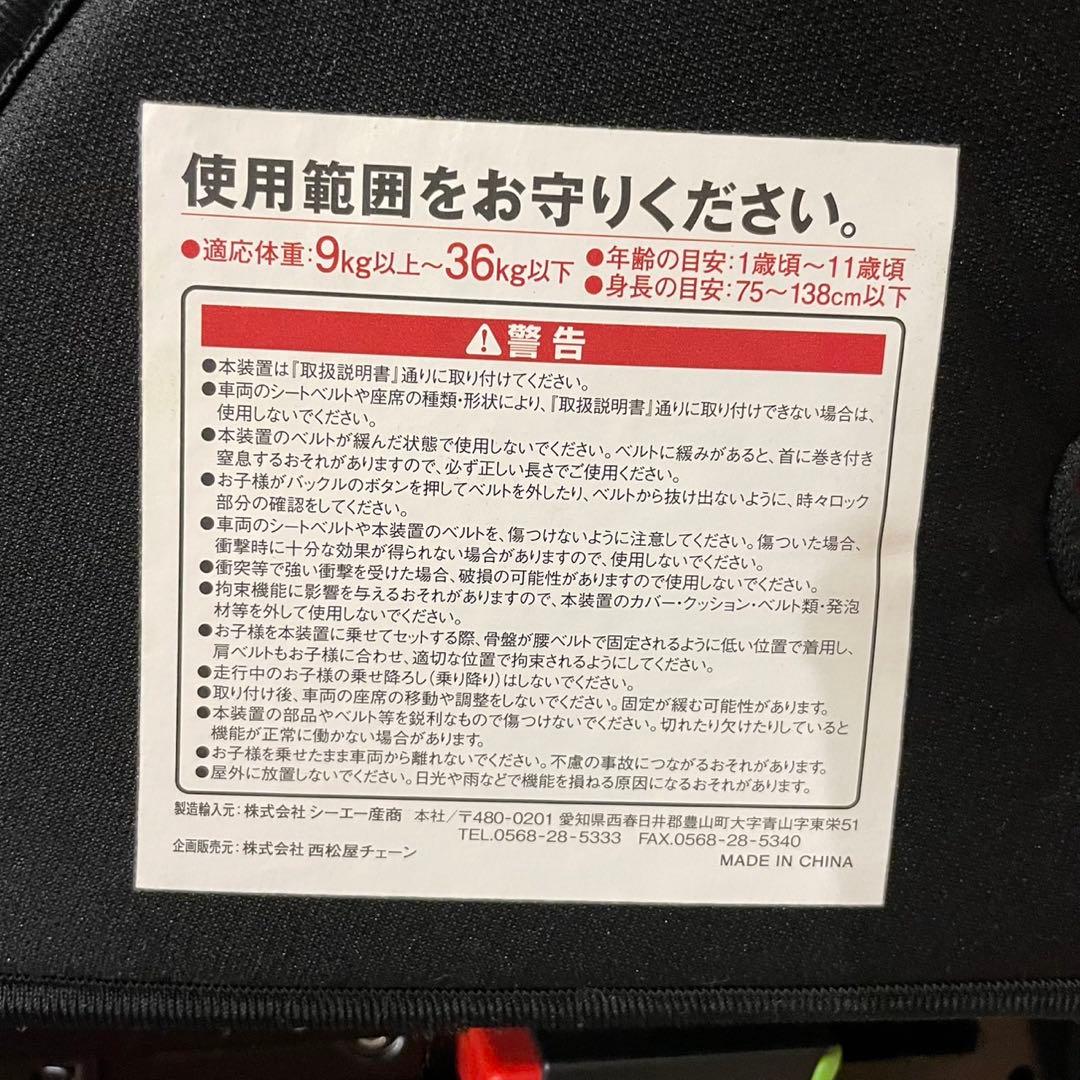 使用範囲をお守りください。
●適応体重:9kg以上～36kg以下
●年齢の目安:1歳頃～11歳頃
●身長の目安:75～138cm以下
⚠警告
●本装置は『取扱説明書』通りに取り付けてください。
●車両のシートベルトや座席の種類・形状により、『取扱説明書』通りに取り付けできない場合は、
使用しないでください。
●本装置のベルトが緩んだ状態で使用しないでください。ベルトに緩みがあると、首に巻き付き
窒息するおそれがありますので、必ず正しい長さでご使用ください。
●お子様がバックルのボタンを押してベルトを外したり、ベルトから抜け出ないように、時々ロック
部分の確認をしてください。
●車両のシートベルトや本装置のベルトを、傷つけないように注意してください。傷ついた場合、
衝撃時に十分な効果が得られない場合がありますので、使用しないでください。
●衝突等で強い衝撃を受けた場合、破損の可能性がありますので使用しないでください。
●拘束機能に影響を与えるおそれがありますので、本装置のカバー・クッション・ベルト類・発泡
材等を外して使用しないでください。
●お子様を本装置に乗せてセットする際、骨盤が腰ベルトで固定されるように低い位置で着用し、
肩ベルトもお子様に合わせ、適切な位置で拘束されるようにしてください。
●走行中のお子様の乗せ降ろし(乗り降り)はしないでください。
●取り付け後、車両の座席の移動や調整をしないでください。固定が緩む可能性があります。
●本装置の部品やベルト等を鋭利なもので傷つけないでください。切れたり欠けたりしていると
機能が正常に働かない場合があります。
●お子様を乗せたまま車両から離れないでください。不慮の事故につながるおそれがあります。
●屋外に放置しないでください。日光や雨などで機能を損ねる原因になるおそれがあります。
製造輸入元:株式会社 シーエー産商 本社/〒480-0201 愛知県西春日井郡豊山町大字青山字東栄51
TEL.0568-28-5333 FAX.0568-28-5340
企画販売元:株式会社 西松屋チェーン
MADE IN CHINA